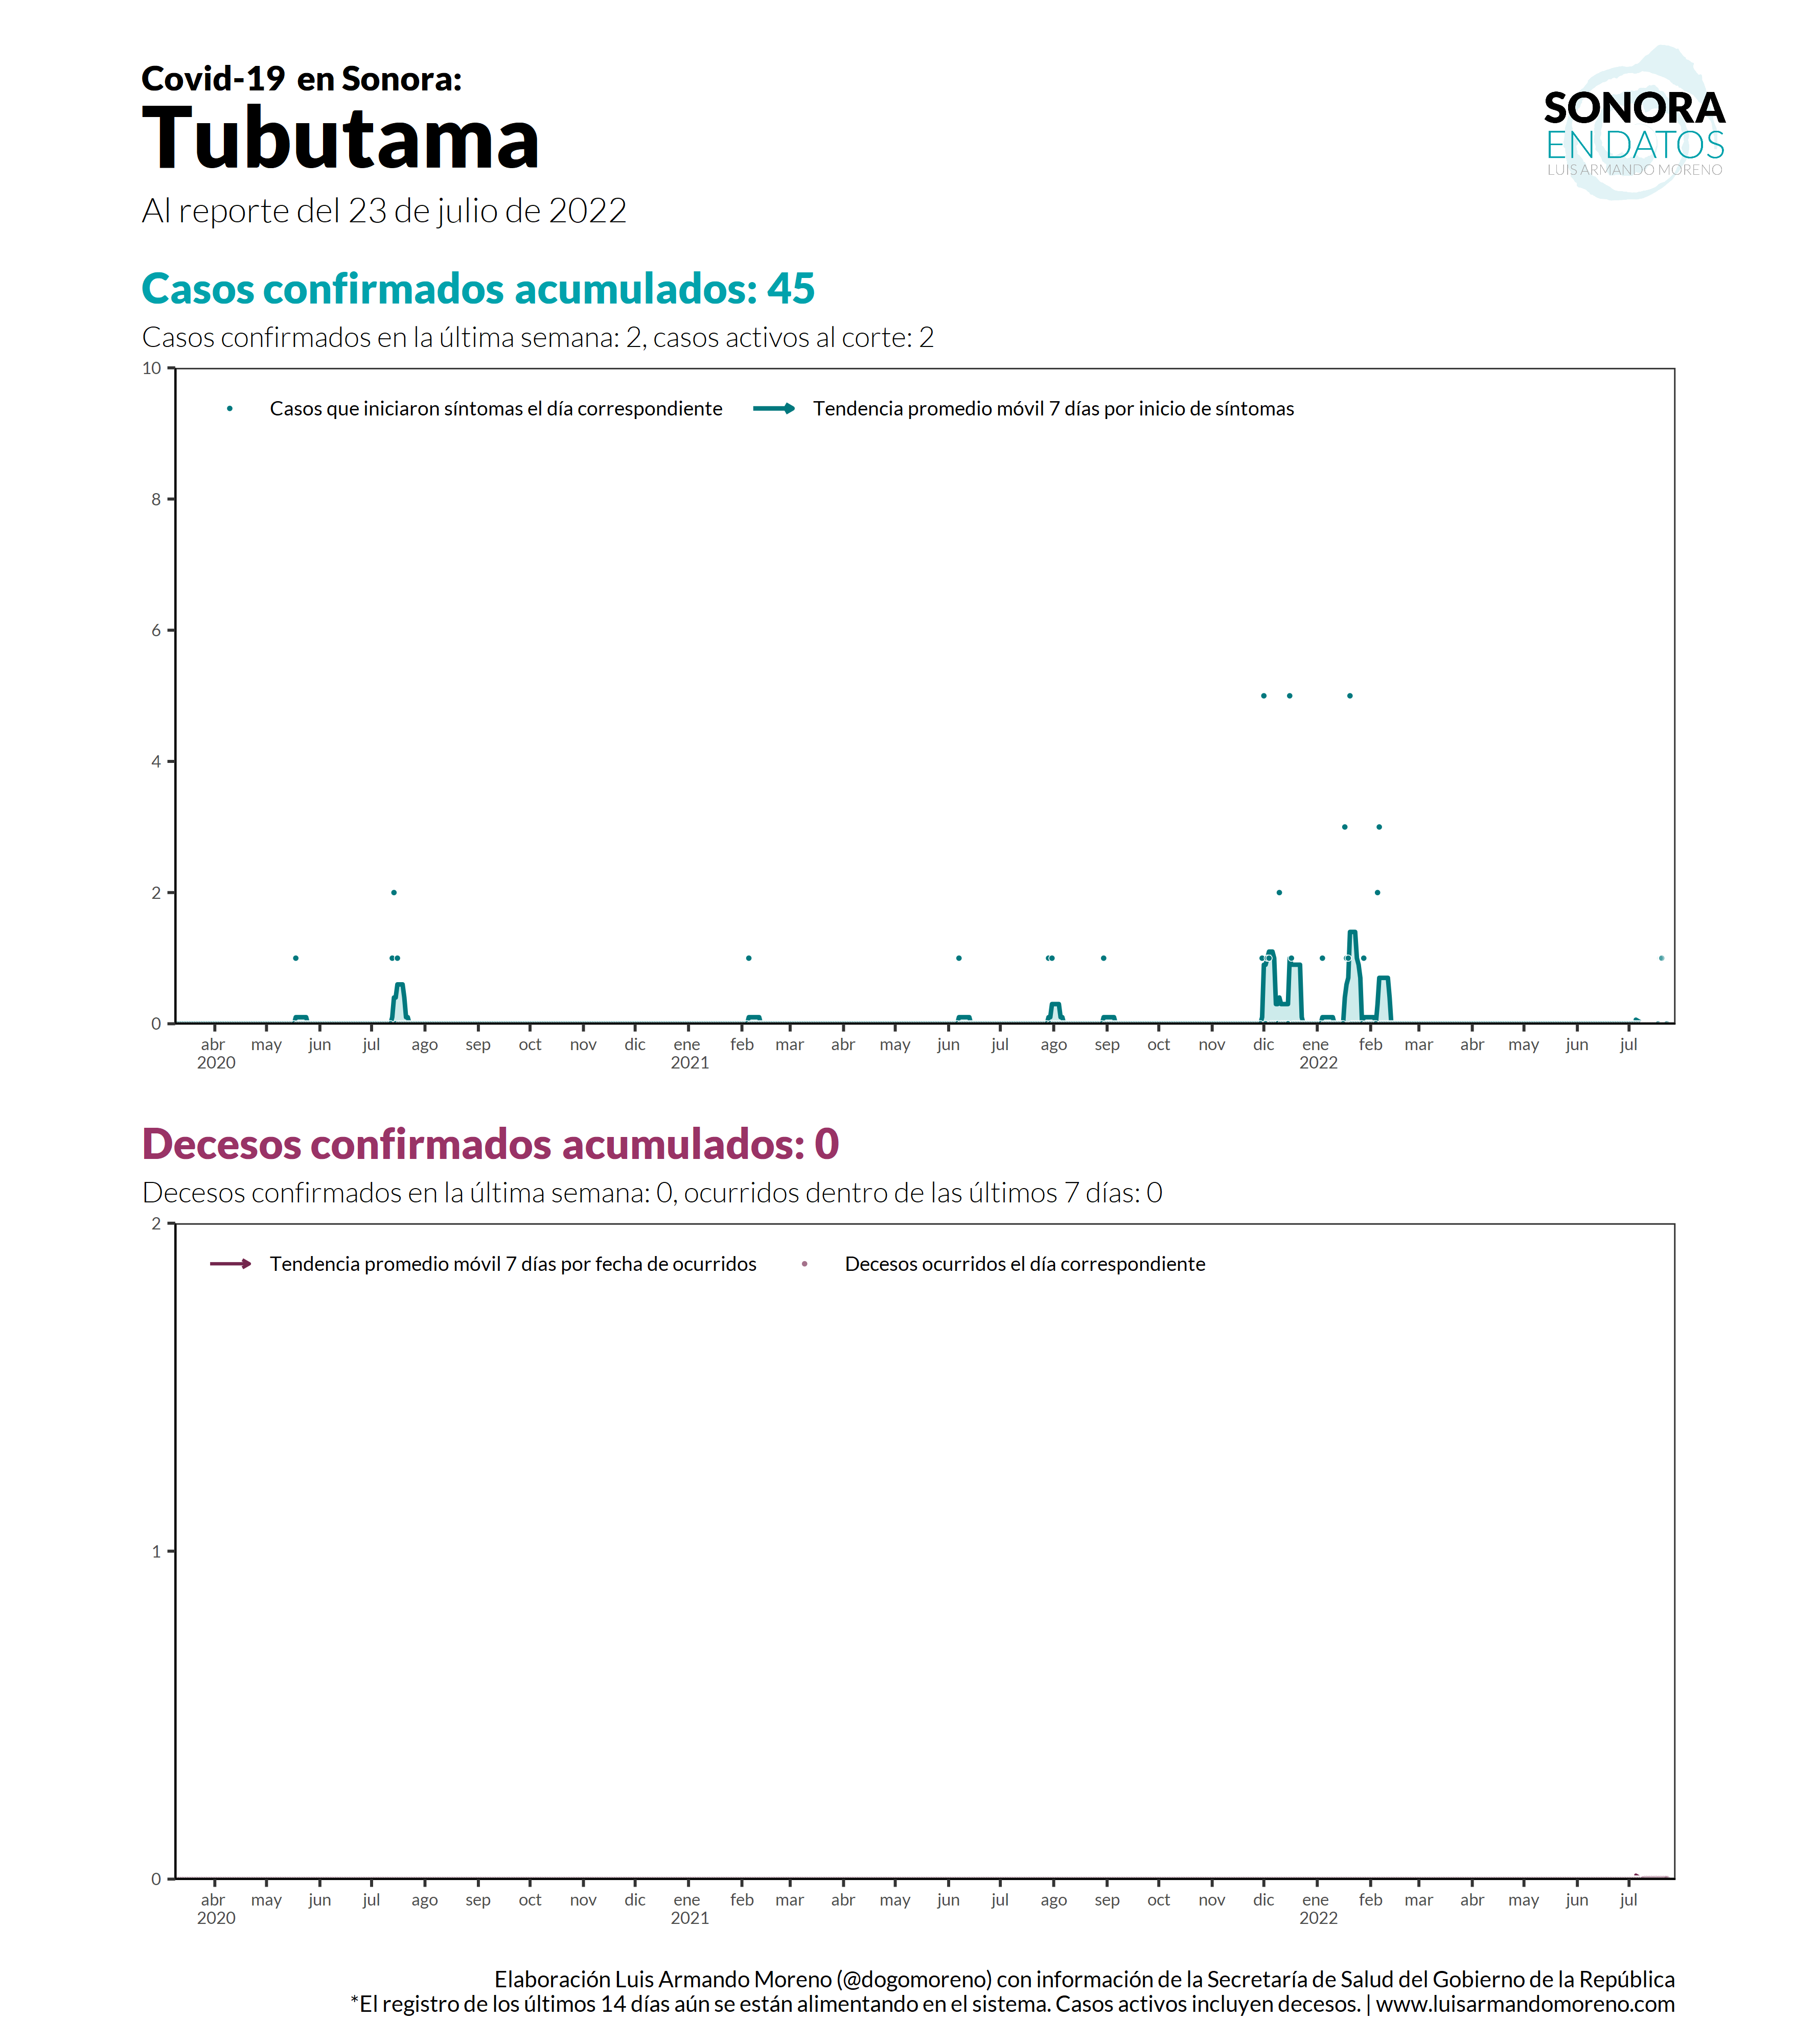 Covid-19 en Sonora:
Tubutama
Al reporte del 23 de julio de 2022
SONORA
EN DATOS
LUIS ARMANDO MORENO
Casos confirmados acumulados: 45
Casos confirmados en la última semana: 2, casos activos al corte: 2
Casos que iniciaron síntomas el día correspondiente Tendencia promedio móvil 7 días por inicio de síntomas
10
8
6
4
2
0
abr may jun jul ago sep oct nov dic ene feb mar abr may jun jul ago sep oct nov dic ene feb mar abr may jun jul
2020 2021 2022
Decesos confirmados acumulados: 0
Decesos confirmados en la última semana: 0, ocurridos dentro de las últimos 7 días: 0
Tendencia promedio móvil 7 días por fecha de ocurridos Decesos ocurridos el día correspondiente
2
1
0
abr may jun jul ago sep oct nov dic ene feb mar abr may jun jul ago sep oct nov dic ene feb mar abr may jun jul
2020 2021 2022
Elaboración Luis Armando Moreno (@dogomoreno) con información de la Secretaría de Salud del Gobierno de la República
*El registro de los últimos 14 días aún se están alimentando en el sistema. Casos activos incluyen decesos. | www.luisarmandomoreno.com